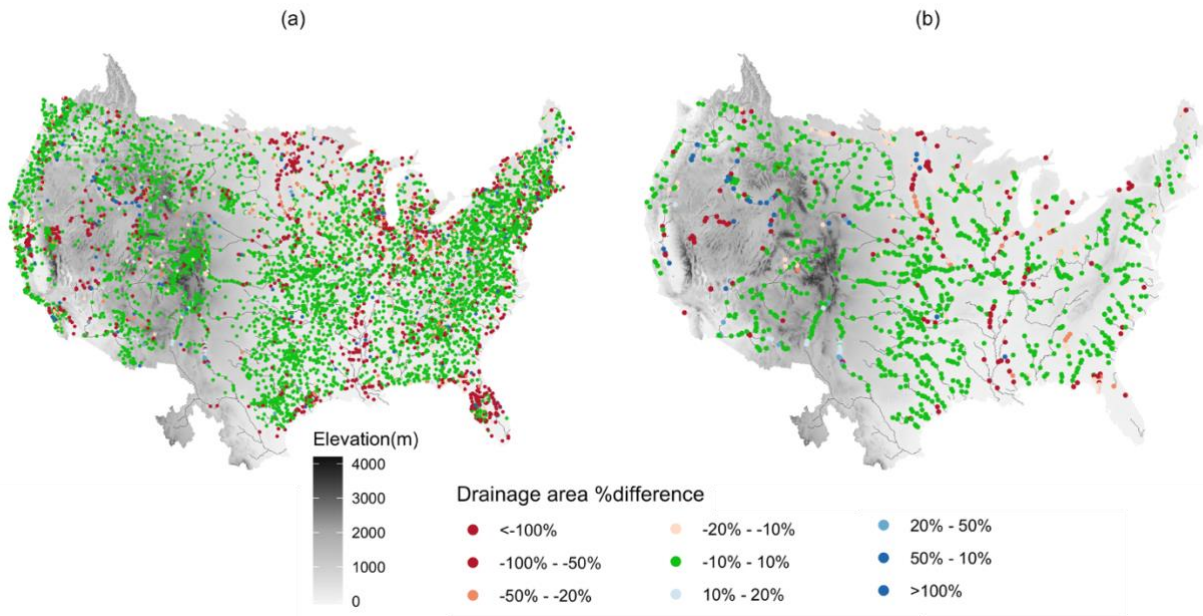 (a)
(b)
Elevation(m)
4000
3000
2000
1000
0
Drainage area %difference
<-100%
-100% - -50%
-50% - -20%
-20% - -10%
-10% - 10%
10% - 20%
20% - 50%
50% - 10%
>100%